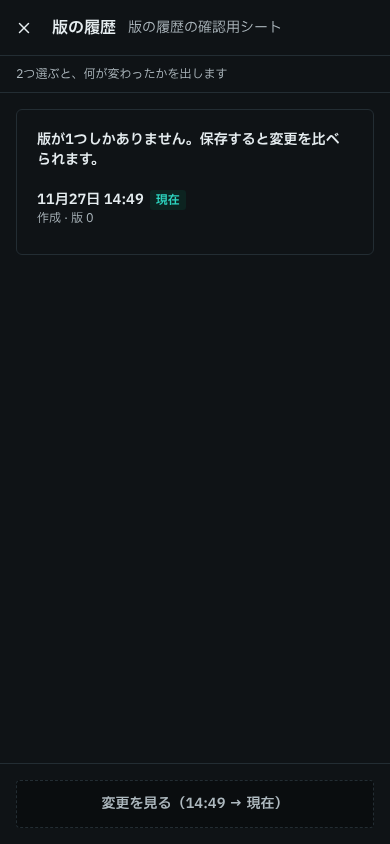 版の履歴 版の履歴の確認用シート
2つ選ぶと、何が変わったかを出します
版が1つしかありません。保存すると変更を比べ
られます。
11月27日 14:49 現在
作成 · 版 0
変更を見る（14:49 → 現在）